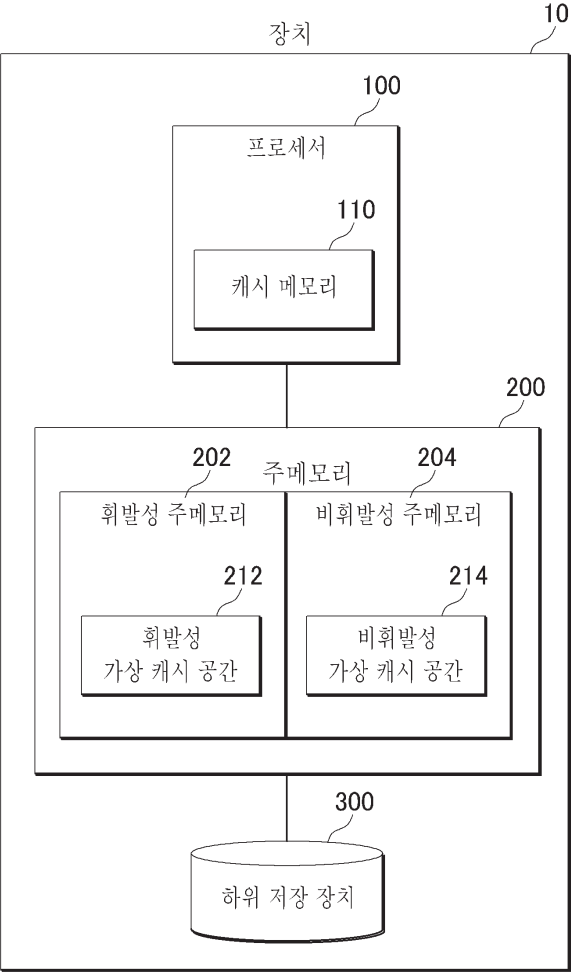 장치
10
100
프로세서
110
캐시 메모리
200
주메모리
202
204
휘발성 주메모리
비휘발성 주메모리
212
214
휘발성
가상 캐시 공간
비휘발성
가상 캐시 공간
300
하위 저장 장치